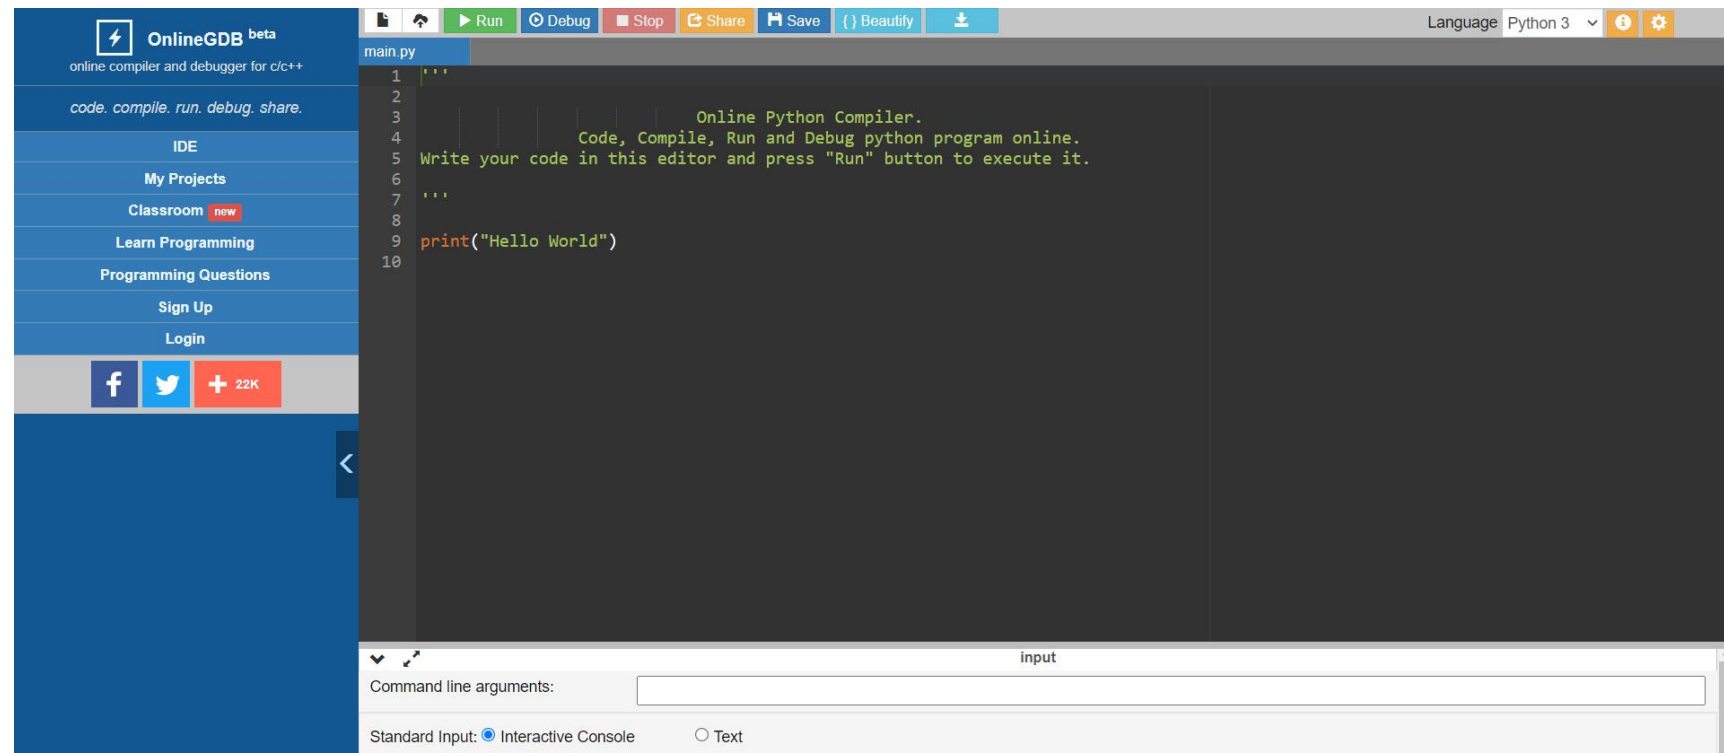 OnlineGDB beta
online compiler and debugger for c/c++
code. compile. run. debug. share.
IDE
My Projects
Classroom new
Learn Programming
Programming Questions
Sign Up
Login
f + 22K
Run Debug Stop Share Save {} Beautify
Language Python 3
main.py
1 '''
2
3 Online Python Compiler.
4 Code, Compile, Run and Debug python program online.
5 Write your code in this editor and press "Run" button to execute it.
6
7 '''
8
9 print("Hello World")
10
input
Command line arguments:
Standard Input: Interactive Console Text